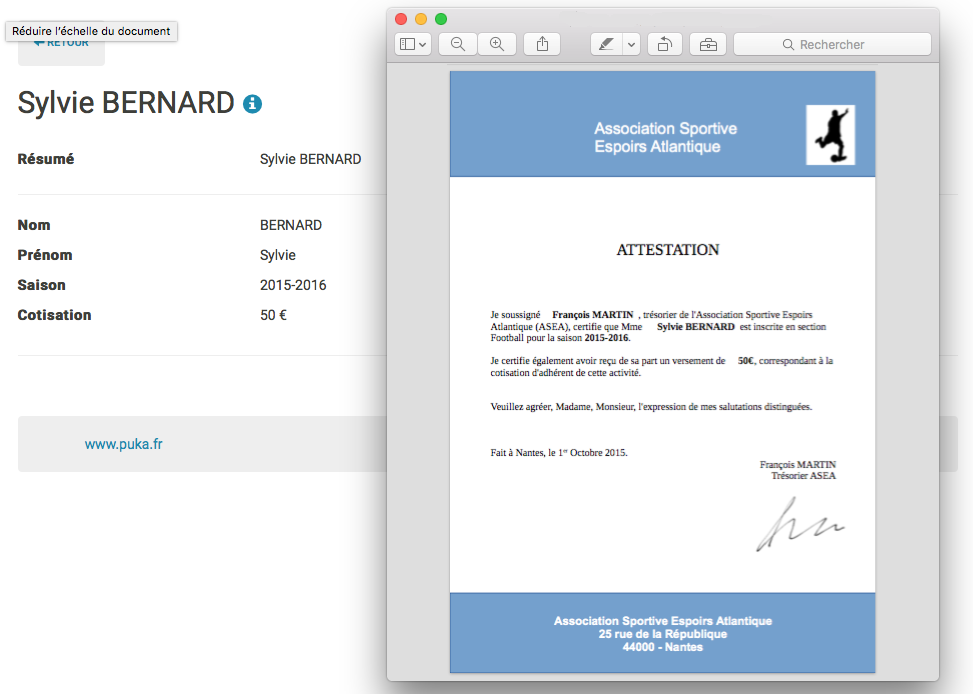 Réduire l'échelle du document
RETOUR
Sylvie BERNARD
Résumé Sylvie BERNARD
Nom BERNARD
Prénom Sylvie
Saison 2015-2016
Cotisation 50 €
www.puka.fr
Rechercher
Association Sportive
Espoirs Atlantique
ATTESTATION
Je soussigné François MARTIN , trésorier de l'Association Sportive Espoirs
Atlantique (ASEA), certifie que Mme Sylvie BERNARD est inscrite en section
Football pour la saison 2015-2016.
Je certifie également avoir reçu de sa part un versement de 50€, correspondant à la
cotisation d'adhérent de cette activité.
Veuillez agréer, Madame, Monsieur, l'expression de mes salutations distinguées.
Fait à Nantes, le 1er Octobre 2015.
François MARTIN
Trésorier ASEA
Association Sportive Espoirs Atlantique
25 rue de la République
44000 - Nantes